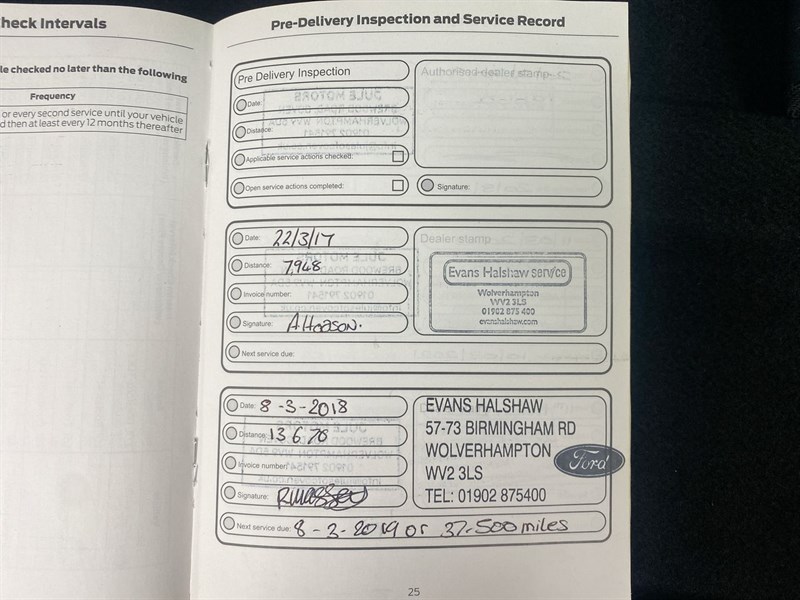 heck Intervals
le checked no later than the following
Frequency
or every second service until your vehicle
d then at least every 12 months thereafter
Pre-Delivery Inspection and Service Record
Pre Delivery Inspection
Authorised dealer stamp
Date:
Distance:
Applicable service actions checked:
Open service actions completed:
Signature:
Date: 22/3/17
Dealer stamp
Distance: 7948
Invoice number:
Signature: A Hodson.
Next service due:
Evans Halshaw service
Wolverhampton
WV2 3LS
01902 875 400
evanshalshaw.com
Date: 8-3-2018
Distance: 13670
Invoice number:
Signature:
EVANS HALSHAW
57-73 BIRMINGHAM RD
WOLVERHAMPTON
WV2 3LS
TEL: 01902 875400
Ford
Next service due: 8-3-2019 or 37-500 miles
25